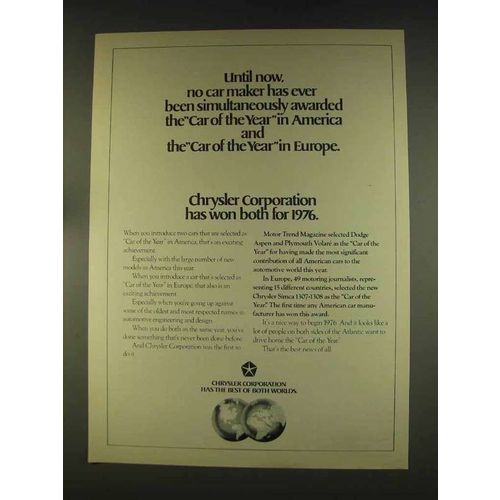 Until now,
no car maker has ever
been simultaneously awarded
the "Car of the Year" in America
and
the "Car of the Year" in Europe.
Chrysler Corporation
has won both for 1976.
When you introduce two cars that are selected as
"Car of the Year" in America, that's an exciting
achievement.
Especially with the large number of new
models in America this year.
When you introduce a car that's selected as
"Car of the Year" in Europe, that also is an
exciting achievement.
Especially when you're going up against
some of the oldest and most respected names in
automotive engineering and design.
When you do both in the same year, you've
done something that's never been done before.
And Chrysler Corporation was the first to
do it.
Motor Trend Magazine selected Dodge
Aspen and Plymouth Volaré as the "Car of the
Year" for having made the most significant
contribution of all American cars to the
automotive world this year.
In Europe, 49 motoring journalists, repre-
senting 15 different countries, selected the new
Chrysler Simca 1307-1308 as the "Car of the
Year." The first time any American car manu-
facturer has won this award.
It's a nice way to begin 1976. And it looks like a
lot of people on both sides of the Atlantic want to
drive home the "Car of the Year."
That's the best news of all.
CHRYSLER CORPORATION
HAS THE BEST OF BOTH WORLDS.